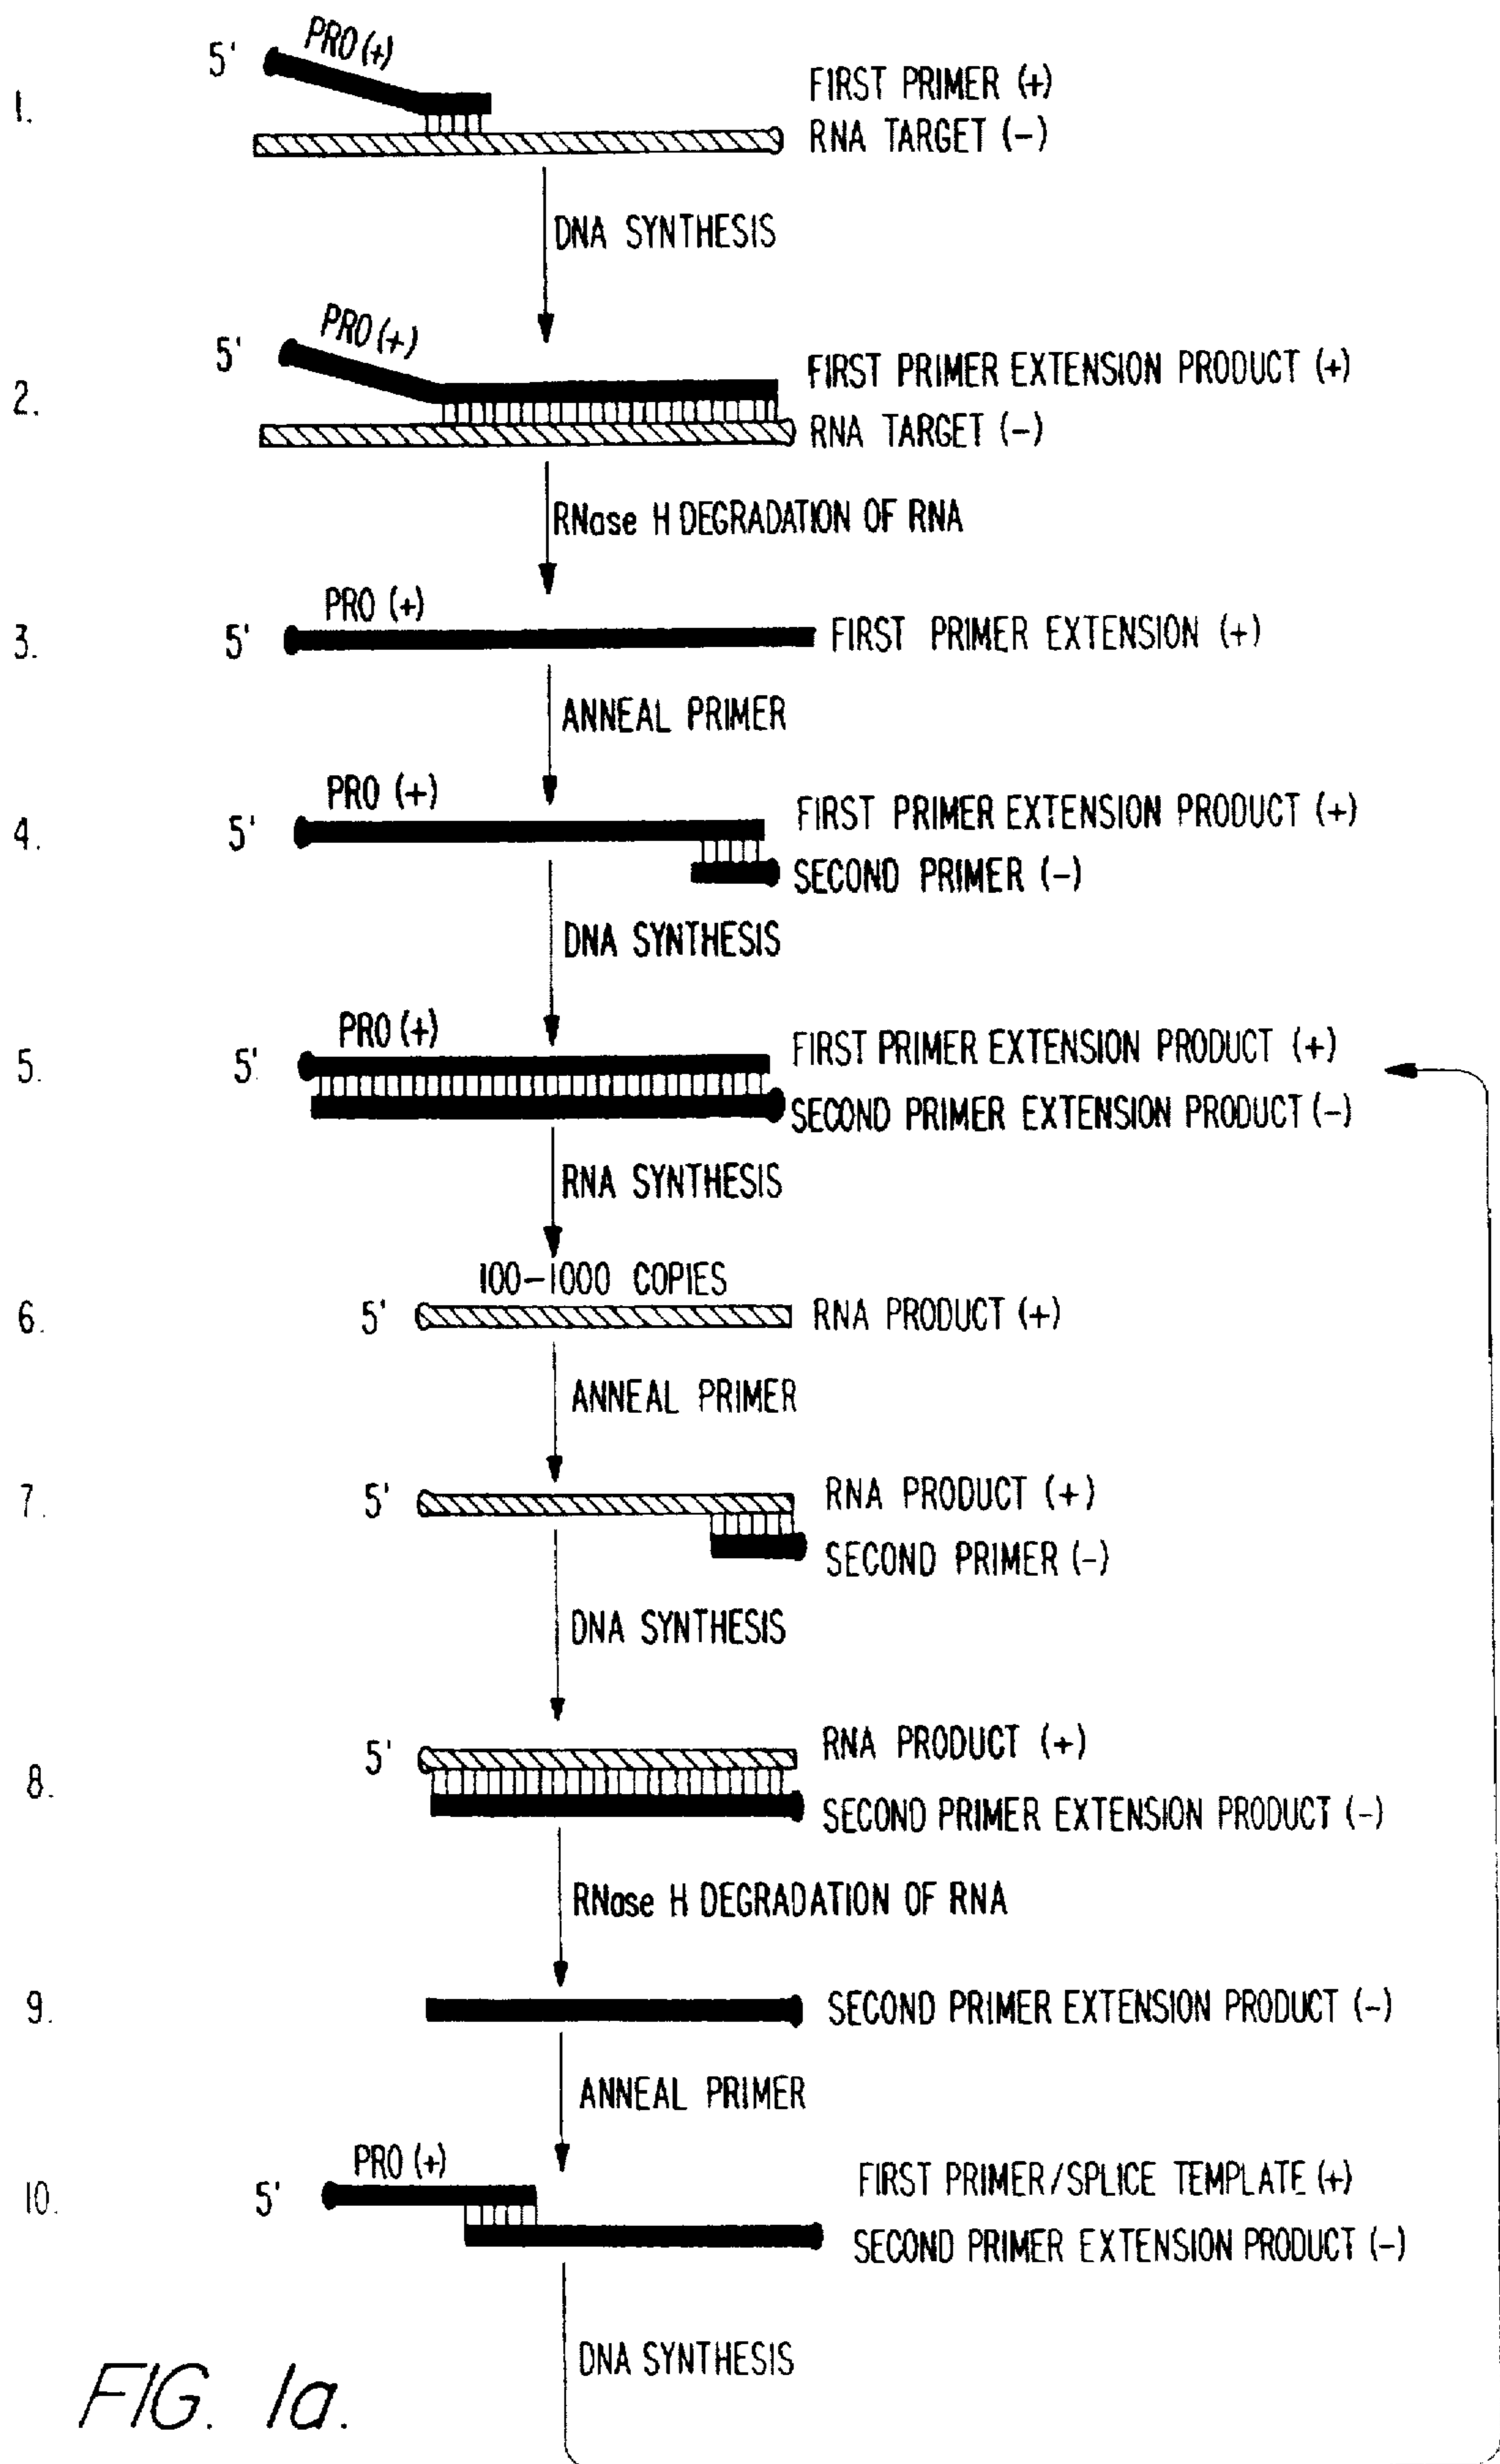 PRO (+)
5'
1.
FIRST PRIMER (+)
RNA TARGET (-)
DNA SYNTHESIS
PRO (+)
5'
2.
FIRST PRIMER EXTENSION PRODUCT (+)
RNA TARGET (-)
RNase H DEGRADATION OF RNA
PRO (+)
3.
5'
FIRST PRIMER EXTENSION (+)
ANNEAL PRIMER
PRO (+)
4.
5'
FIRST PRIMER EXTENSION PRODUCT (+)
SECOND PRIMER (-)
DNA SYNTHESIS
PRO (+)
5.
5'
FIRST PRIMER EXTENSION PRODUCT (+)
SECOND PRIMER EXTENSION PRODUCT (-)
RNA SYNTHESIS
100-1000 COPIES
6.
5'
RNA PRODUCT (+)
ANNEAL PRIMER
7.
5'
RNA PRODUCT (+)
SECOND PRIMER (-)
DNA SYNTHESIS
8.
5'
RNA PRODUCT (+)
SECOND PRIMER EXTENSION PRODUCT (-)
RNase H DEGRADATION OF RNA
9.
SECOND PRIMER EXTENSION PRODUCT (-)
ANNEAL PRIMER
PRO (+)
10.
5'
FIRST PRIMER/SPLICE TEMPLATE (+)
SECOND PRIMER EXTENSION PRODUCT (-)
DNA SYNTHESIS
FIG. 1a.